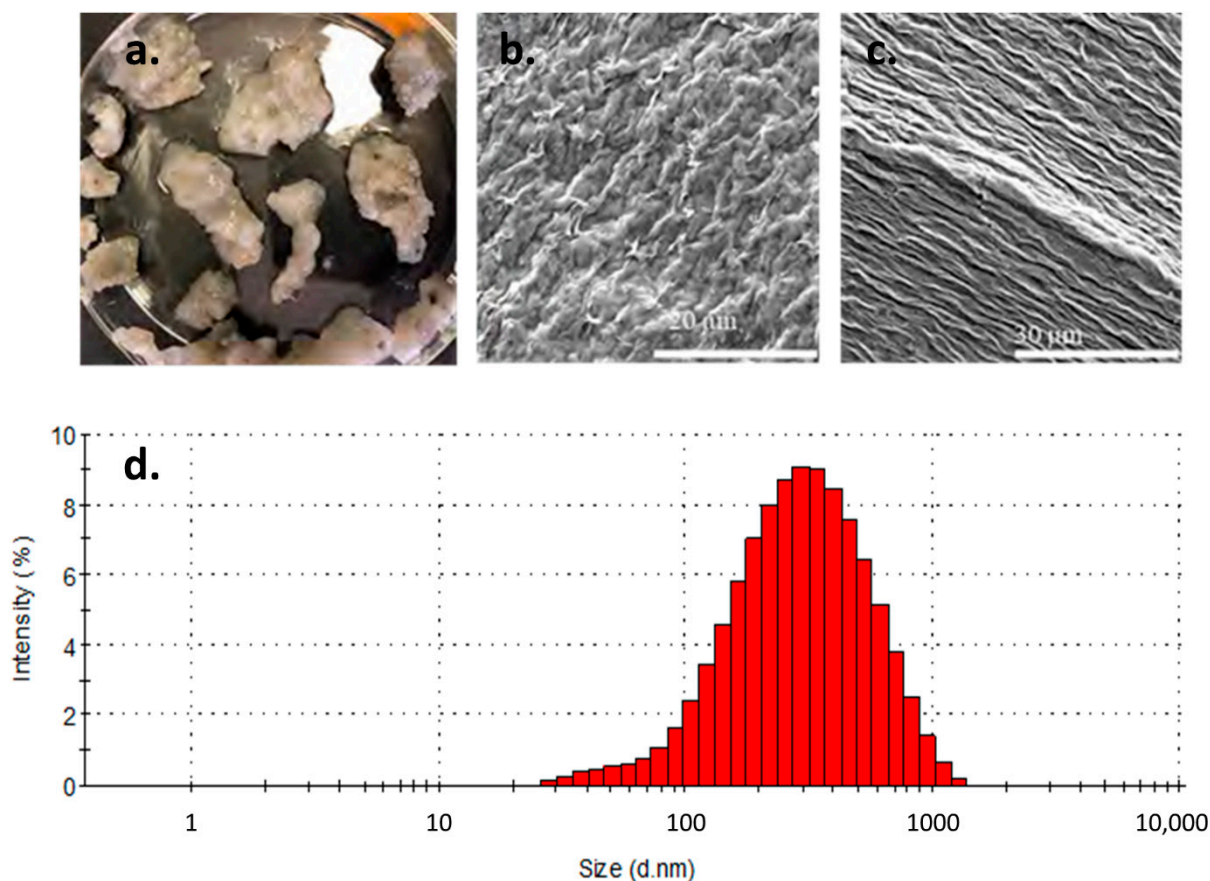 a.
b.
c.
20 μm
30 μm
d.
10
8
6
4
2
0
Intensity (%)
1
10
100
1000
10,000
Size (d.nm)